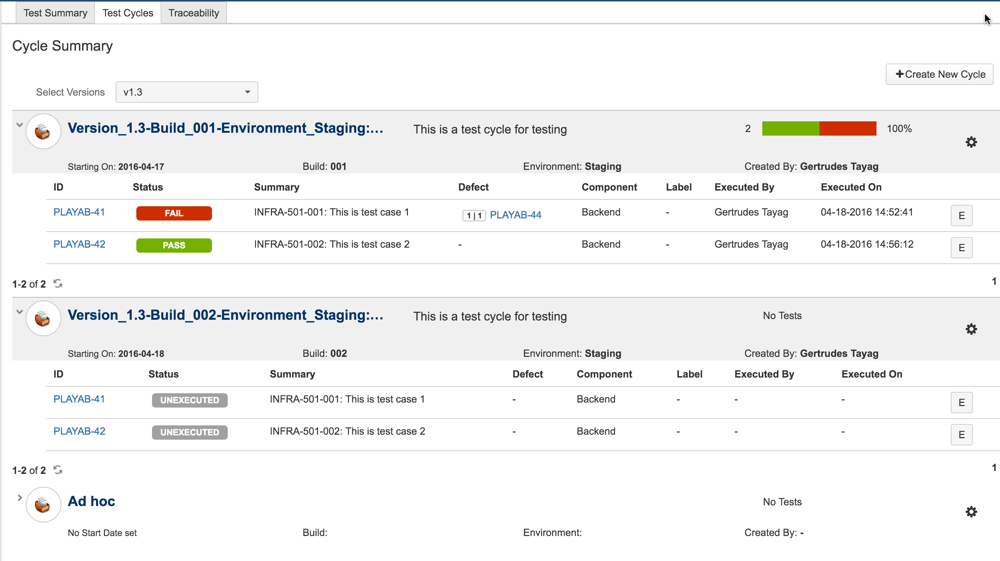 Test Summary Test Cycles Traceability
Cycle Summary
+Create New Cycle
Select Versions v1.3
Version_1.3-Build_001-Environment_Staging:... This is a test cycle for testing 2 100%
Starting On: 2016-04-17 Build: 001 Environment: Staging Created By: Gertrudes Tayag
ID Status Summary Defect Component Label Executed By Executed On
PLAYAB-41 FAIL INFRA-501-001: This is test case 1 1 | 1 PLAYAB-44 Backend - Gertrudes Tayag 04-18-2016 14:52:41 E
PLAYAB-42 PASS INFRA-501-002: This is test case 2 - Backend - Gertrudes Tayag 04-18-2016 14:56:12 E
1-2 of 2 1
Version_1.3-Build_002-Environment_Staging:... This is a test cycle for testing No Tests
Starting On: 2016-04-18 Build: 002 Environment: Staging Created By: Gertrudes Tayag
ID Status Summary Defect Component Label Executed By Executed On
PLAYAB-41 UNEXECUTED INFRA-501-001: This is test case 1 - Backend - - - E
PLAYAB-42 UNEXECUTED INFRA-501-002: This is test case 2 - Backend - - - E
1-2 of 2 1
Ad hoc No Tests
No Start Date set Build: Environment: Created By: -